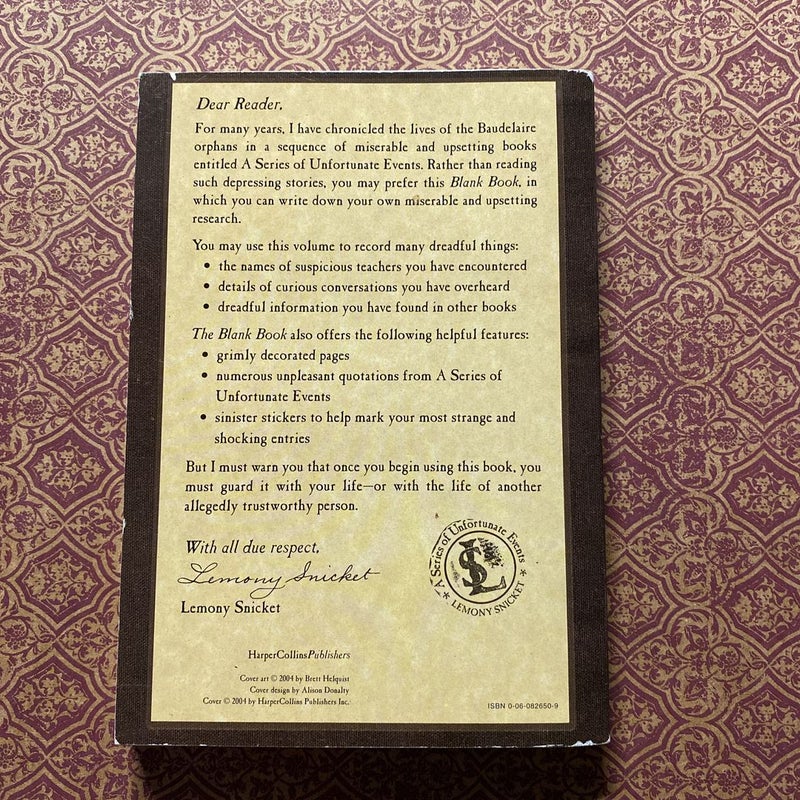 Dear Reader,
For many years, I have chronicled the lives of the Baudelaire
orphans in a sequence of miserable and upsetting books
entitled A Series of Unfortunate Events. Rather than reading
such depressing stories, you may prefer this Blank Book, in
which you can write down your own miserable and upsetting
research.
You may use this volume to record many dreadful things:
• the names of suspicious teachers you have encountered
• details of curious conversations you have overheard
• dreadful information you have found in other books
The Blank Book also offers the following helpful features:
• grimly decorated pages
• numerous unpleasant quotations from A Series of
Unfortunate Events
• sinister stickers to help mark your most strange and
shocking entries
But I must warn you that once you begin using this book, you
must guard it with your life—or with the life of another
allegedly trustworthy person.
With all due respect,
Lemony Snicket
Lemony Snicket
★ A Series of Unfortunate Events ★
LS
LEMONY SNICKET
HarperCollinsPublishers
Cover art © 2004 by Brett Helquist
Cover design by Alison Donalty
Cover © 2004 by HarperCollins Publishers Inc.
ISBN 0-06-082650-9